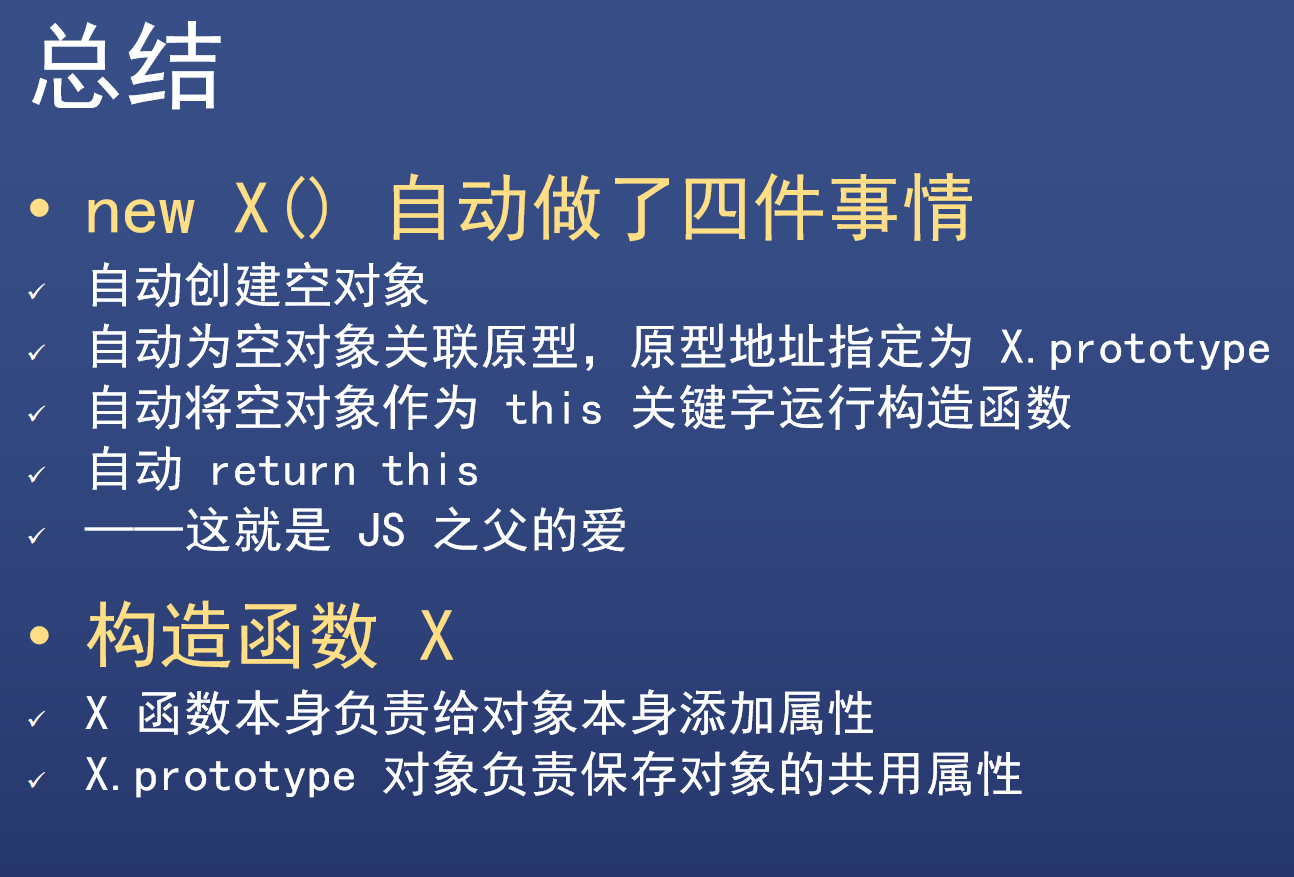 总结
• new X() 自动做了四件事情
✓ 自动创建空对象
✓ 自动为空对象关联原型，原型地址指定为 X.prototype
✓ 自动将空对象作为 this 关键字运行构造函数
✓ 自动 return this
✓ ——这就是 JS 之父的爱
• 构造函数 X
✓ X 函数本身负责给对象本身添加属性
✓ X.prototype 对象负责保存对象的共用属性